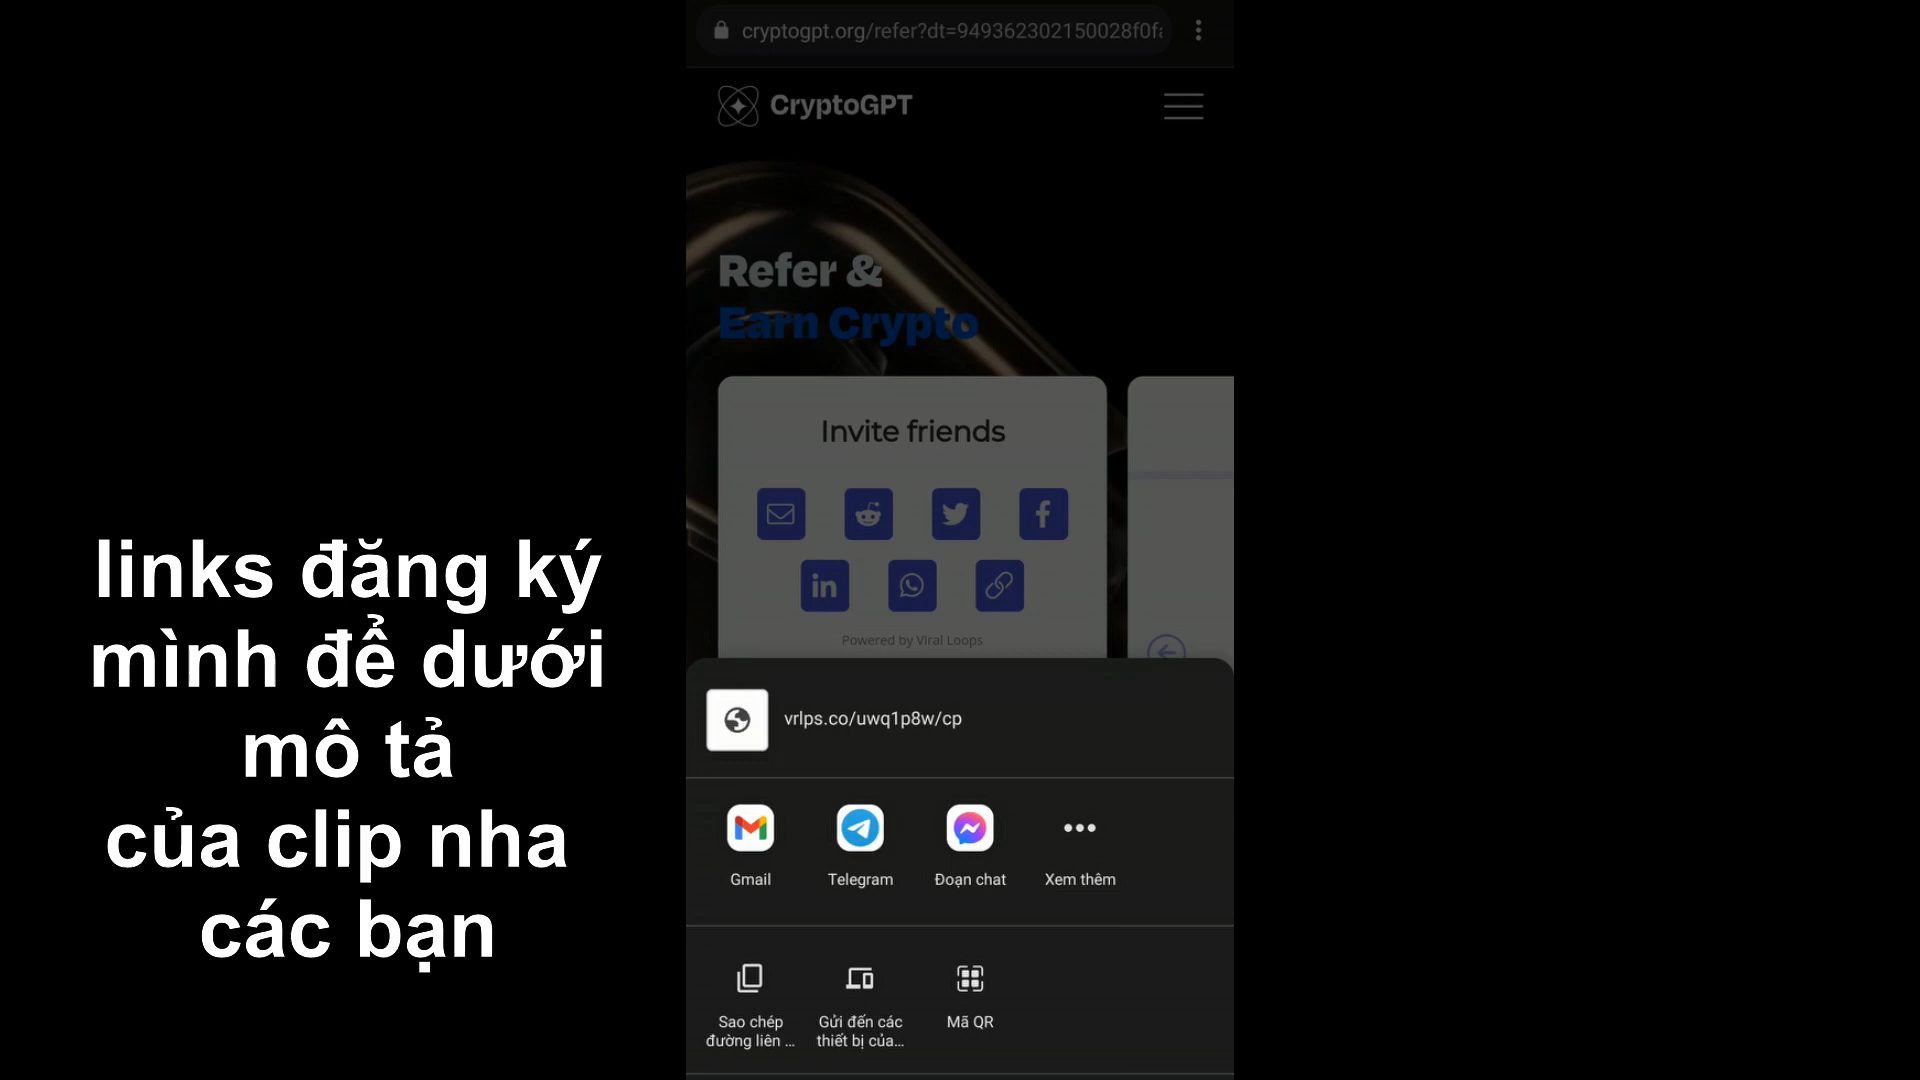 cryptogpt.org/refer?dt=949362302150028f0fa
CryptoGPT
Refer &
Earn Crypto
Invite friends
Powered by Viral Loops
links đăng ký
mình để dưới
mô tả
của clip nha
các bạn
vrlps.co/uwq1p8w/cp
Gmail
Telegram
Đoạn chat
Xem thêm
Sao chép
đường liên ...
Gửi đến các
thiết bị của...
Mã QR